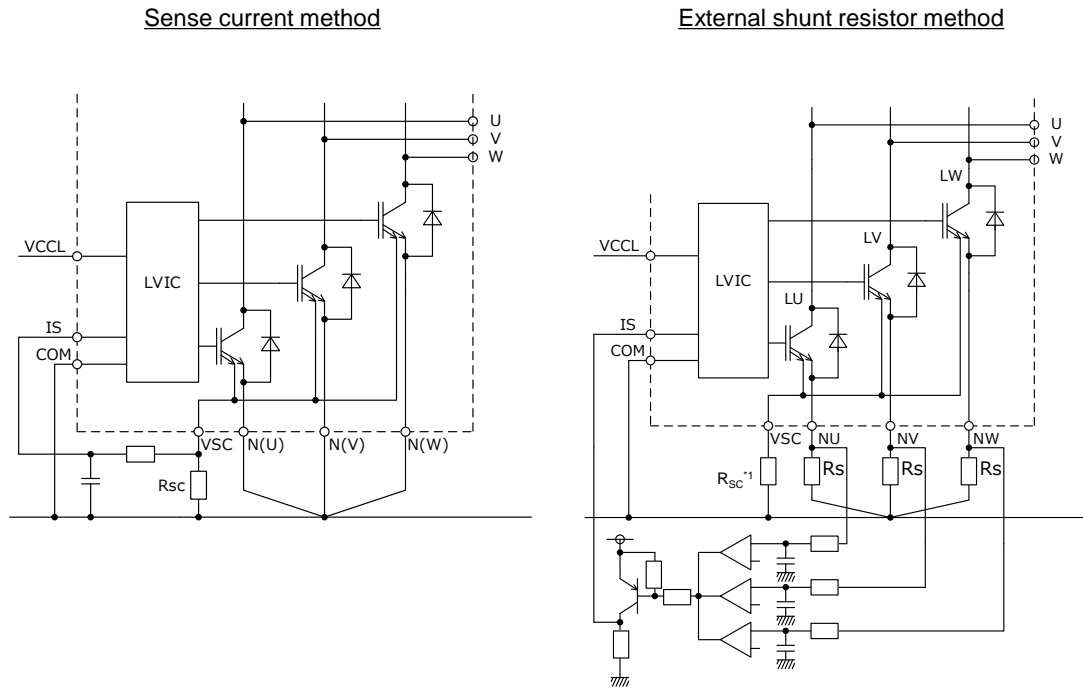 Sense current method
U
V
W
VCCL
LVIC
IS
COM
VSC
N(U)
N(V)
N(W)
Rsc
External shunt resistor method
U
V
W
LW
VCCL
LV
LVIC
LU
IS
COM
VSC
NU
NV
NW
RSC*1
Rs
Rs
Rs